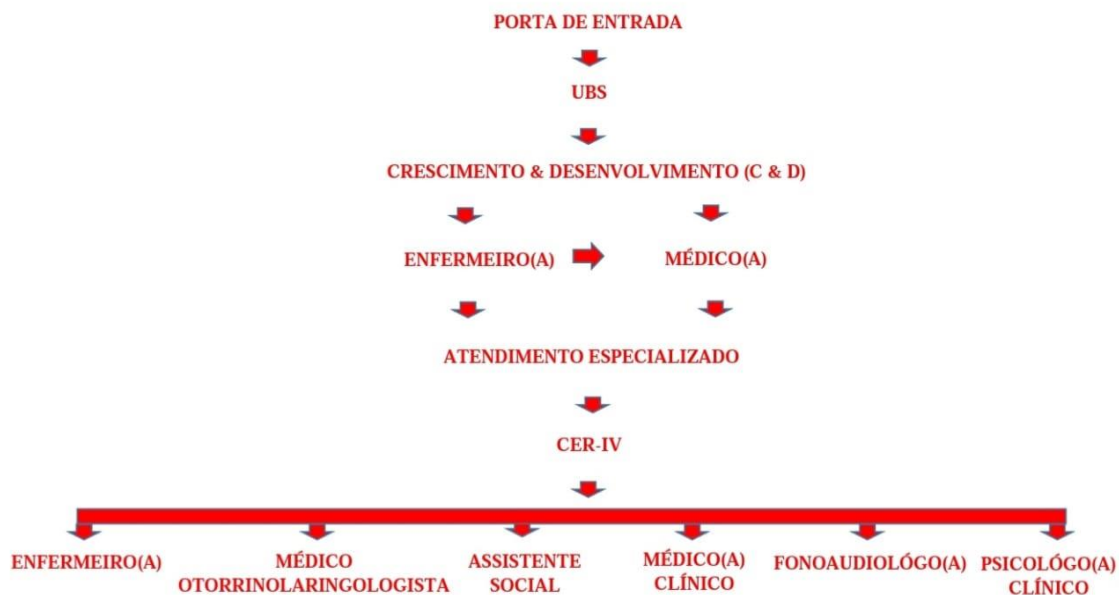 PORTA DE ENTRADA
UBS
CRESCIMENTO & DESENVOLVIMENTO (C & D)
ENFERMEIRO(A)
MÉDICO(A)
ATENDIMENTO ESPECIALIZADO
CER-IV
ENFERMEIRO(A)
MÉDICO
OTORRINOLARINGOLOGISTA
ASSISTENTE
SOCIAL
MÉDICO(A)
CLÍNICO
FONOAUDIOLÓGO(A)
PSICOLÓGO(A)
CLÍNICO